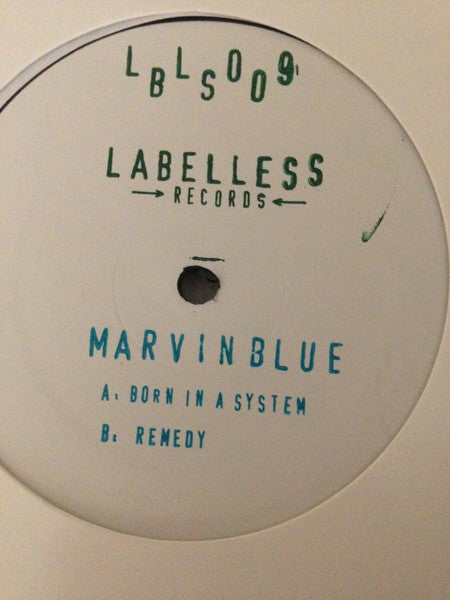 LBLS009
LABELLESS
→ RECORDS ←
MARVINBLUE
A: BORN IN A SYSTEM
B: REMEDY